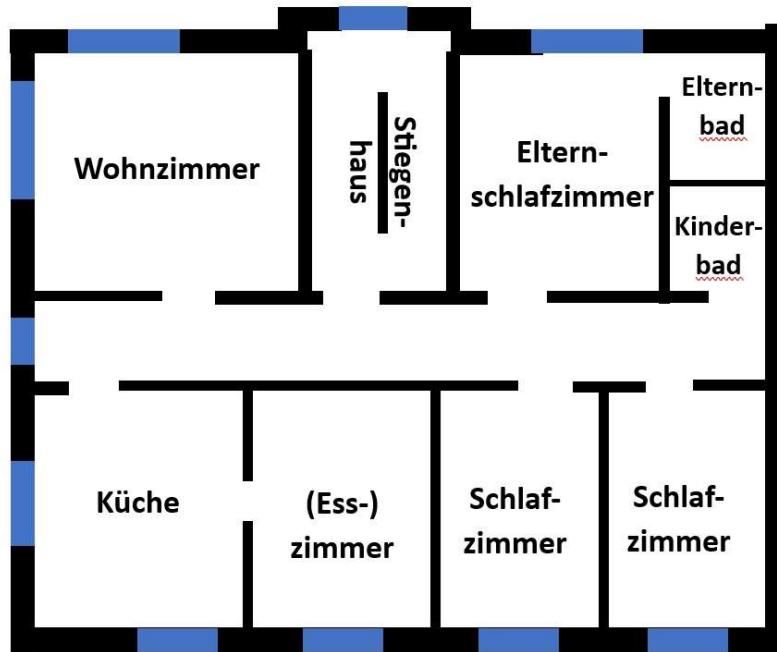 Wohnzimmer
Stiegen-
haus
Eltern-
schlafzimmer
Eltern-
bad
Kinder-
bad
Küche
(Ess-)
zimmer
Schlaf-
zimmer
Schlaf-
zimmer